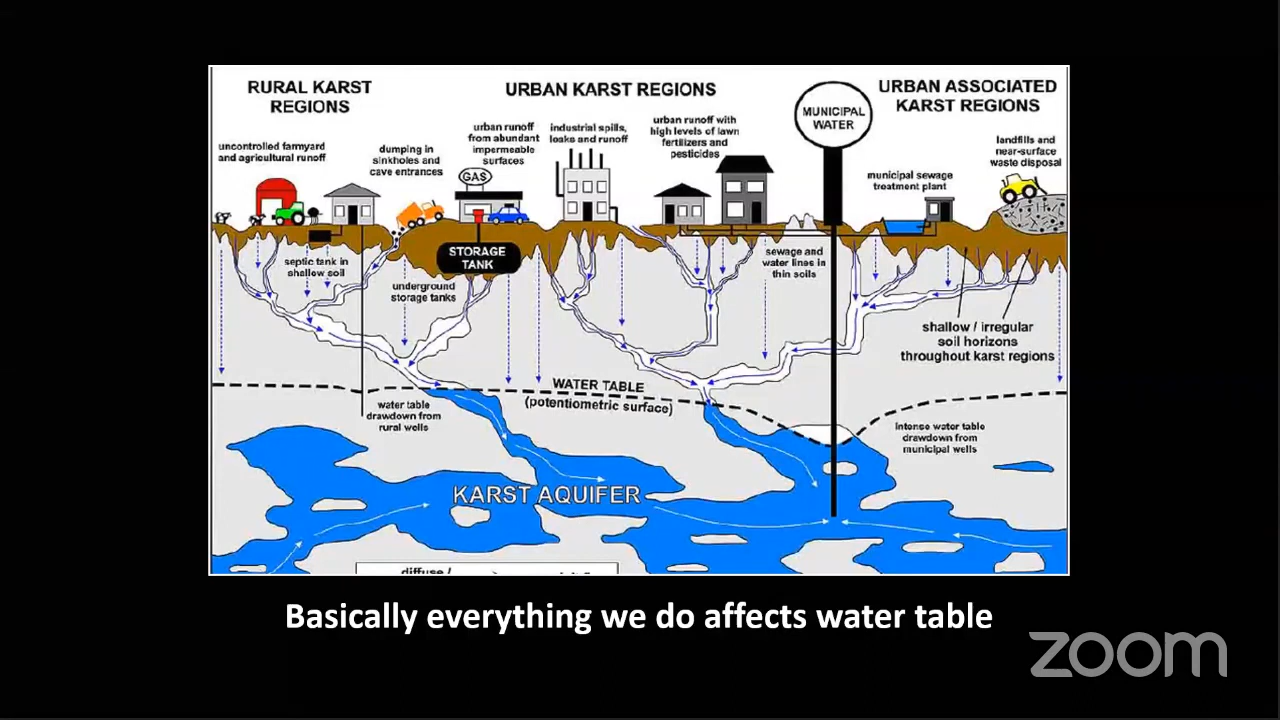 RURAL KARST
REGIONS
URBAN KARST REGIONS
URBAN ASSOCIATED
KARST REGIONS
MUNICIPAL
WATER
uncontrolled farmyard
and agricultural runoff
dumping in
sinkholes and
cave entrances
urban runoff
from abundant
impermeable
surfaces
GAS
industrial spills,
leaks and runoff
urban runoff with
high levels of lawn
fertilizers and
pesticides
municipal sewage
treatment plant
landfills and
near-surface
waste disposal
septic tank in
shallow soil
STORAGE
TANK
underground
storage tanks
sewage and
water lines in
thin soils
shallow / irregular
soil horizons
throughout karst regions
WATER TABLE
(potentiometric surface)
water table
drawdown from
rural wells
intense water table
drawdown from
municipal wells
KARST AQUIFER
diffuse /
Basically everything we do affects water table
zoom